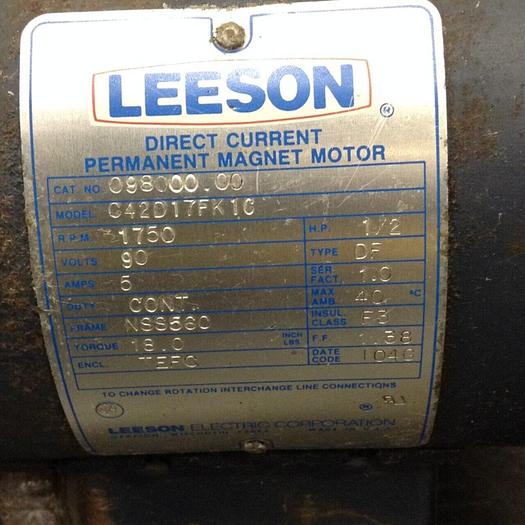 LEESON ®
DIRECT CURRENT
PERMANENT MAGNET MOTOR
CAT NO. 098000.00
MODEL C42D17FK1C
R.P.M. 1750 H.P. 1/2
VOLTS 90 TYPE DF
AMPS 5 SER. FACT. 1.0
DUTY CONT. MAX AMB. 40 °C
FRAME NSS56C INSUL. CLASS F3
TORQUE 18.0 INCH LBS. F.F. 1.38
ENCL. TEFC DATE CODE
TO CHANGE ROTATION INTERCHANGE LINE CONNECTIONS
®
LEESON ELECTRIC CORPORATION
MADE IN U.S.A.